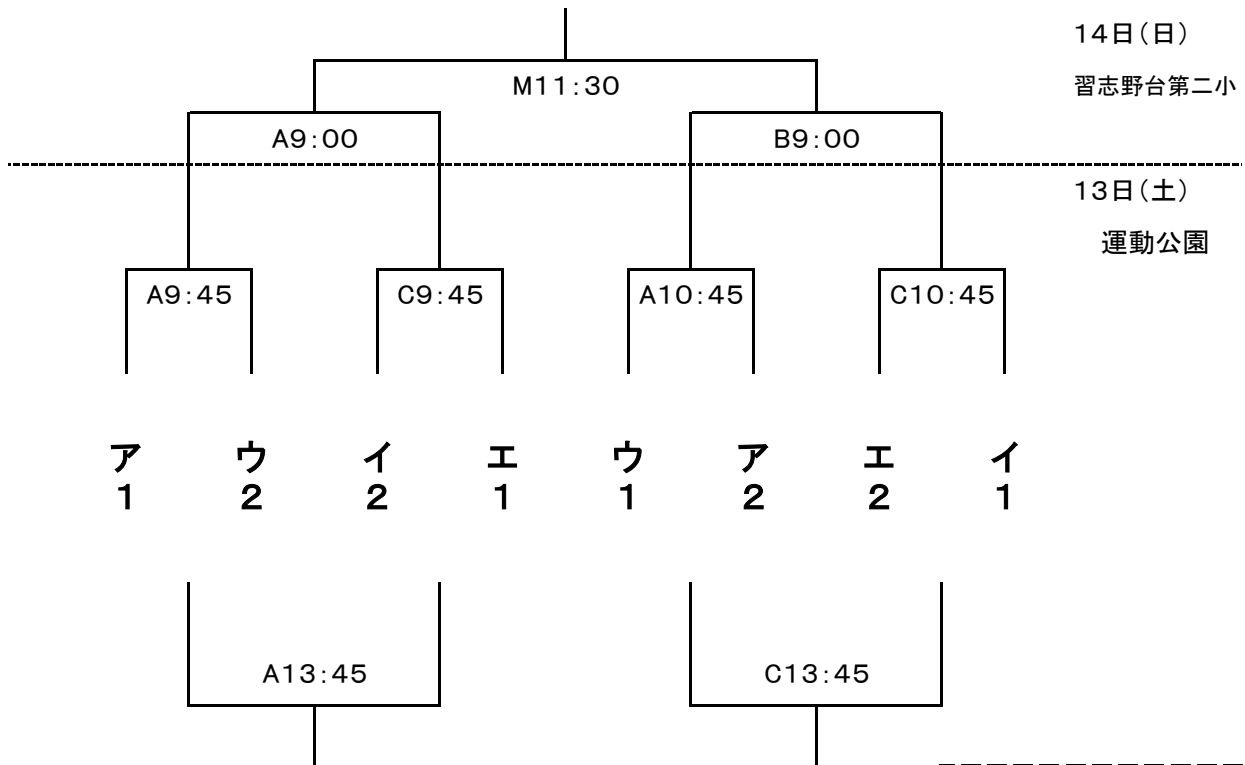 14日(日)
M11:30
習志野台第二小
A9:00
B9:00
13日(土)
運動公園
A9:45
C9:45
A10:45
C10:45
ア ウ イ エ ウ ア エ イ
1 2 2 1 1 2 2 1
A13:45
C13:45